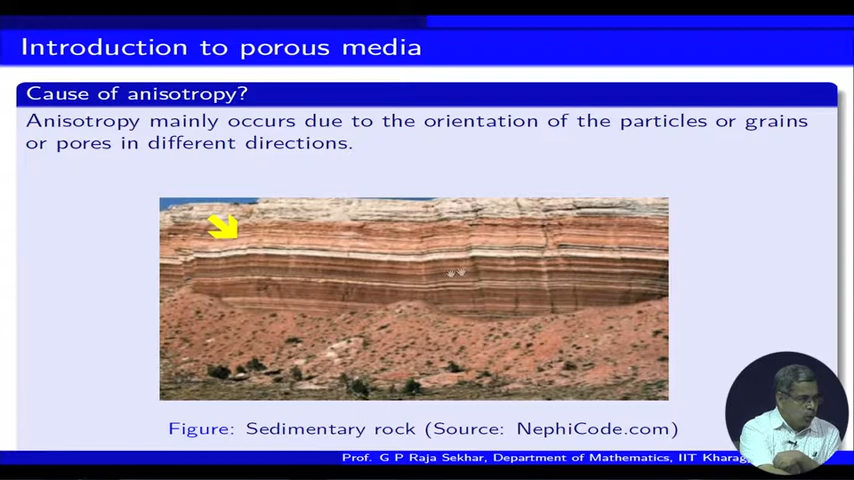 Introduction to porous media
Cause of anisotropy?
Anisotropy mainly occurs due to the orientation of the particles or grains
or pores in different directions.
Figure: Sedimentary rock (Source: NephiCode.com)
Prof. G P Raja Sekhar, Department of Mathematics, IIT